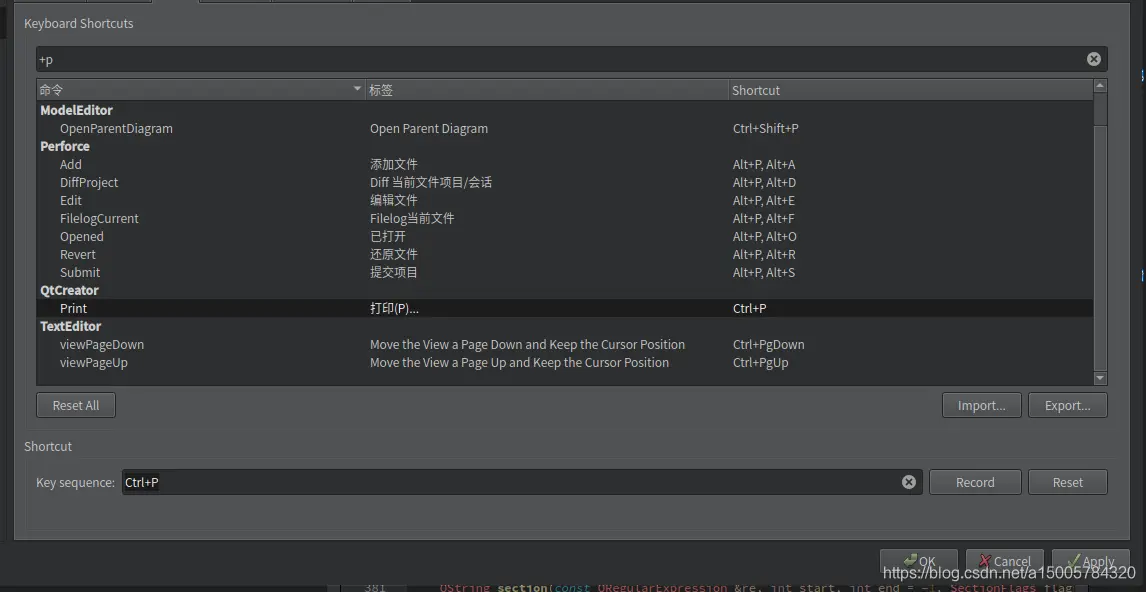 Keyboard Shortcuts
+p
命令 标签 Shortcut
ModelEditor
OpenParentDiagram Open Parent Diagram Ctrl+Shift+P
Perforce
Add 添加文件 Alt+P, Alt+A
DiffProject Diff 当前文件项目/会话 Alt+P, Alt+D
Edit 编辑文件 Alt+P, Alt+E
FilelogCurrent Filelog当前文件 Alt+P, Alt+F
Opened 已打开 Alt+P, Alt+O
Revert 还原文件 Alt+P, Alt+R
Submit 提交项目 Alt+P, Alt+S
QtCreator
Print 打印(P)... Ctrl+P
TextEditor
viewPageDown Move the View a Page Down and Keep the Cursor Position Ctrl+PgDown
viewPageUp Move the View a Page Up and Keep the Cursor Position Ctrl+PgUp
Reset All Import... Export...
Shortcut
Key sequence: Ctrl+P Record Reset
OK Cancel Apply
https://blog.csdn.net/a15005784320
381 QString section(const QRegularExpression &re, int start, int end = -1, SectionFlags flag